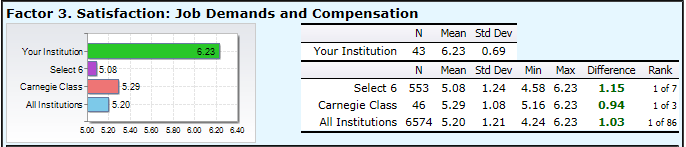 Factor 3. Satisfaction: Job Demands and Compensation
Your Institution 6.23
Select 6 5.08
Carnegie Class 5.29
All Institutions 5.20
5.00 5.20 5.40 5.60 5.80 6.00 6.20 6.40
N Mean Std Dev
Your Institution 43 6.23 0.69
N Mean Std Dev Min Max Difference Rank
Select 6 553 5.08 1.24 4.58 6.23 1.15 1 of 7
Carnegie Class 46 5.29 1.08 5.16 6.23 0.94 1 of 3
All Institutions 6574 5.20 1.21 4.24 6.23 1.03 1 of 86